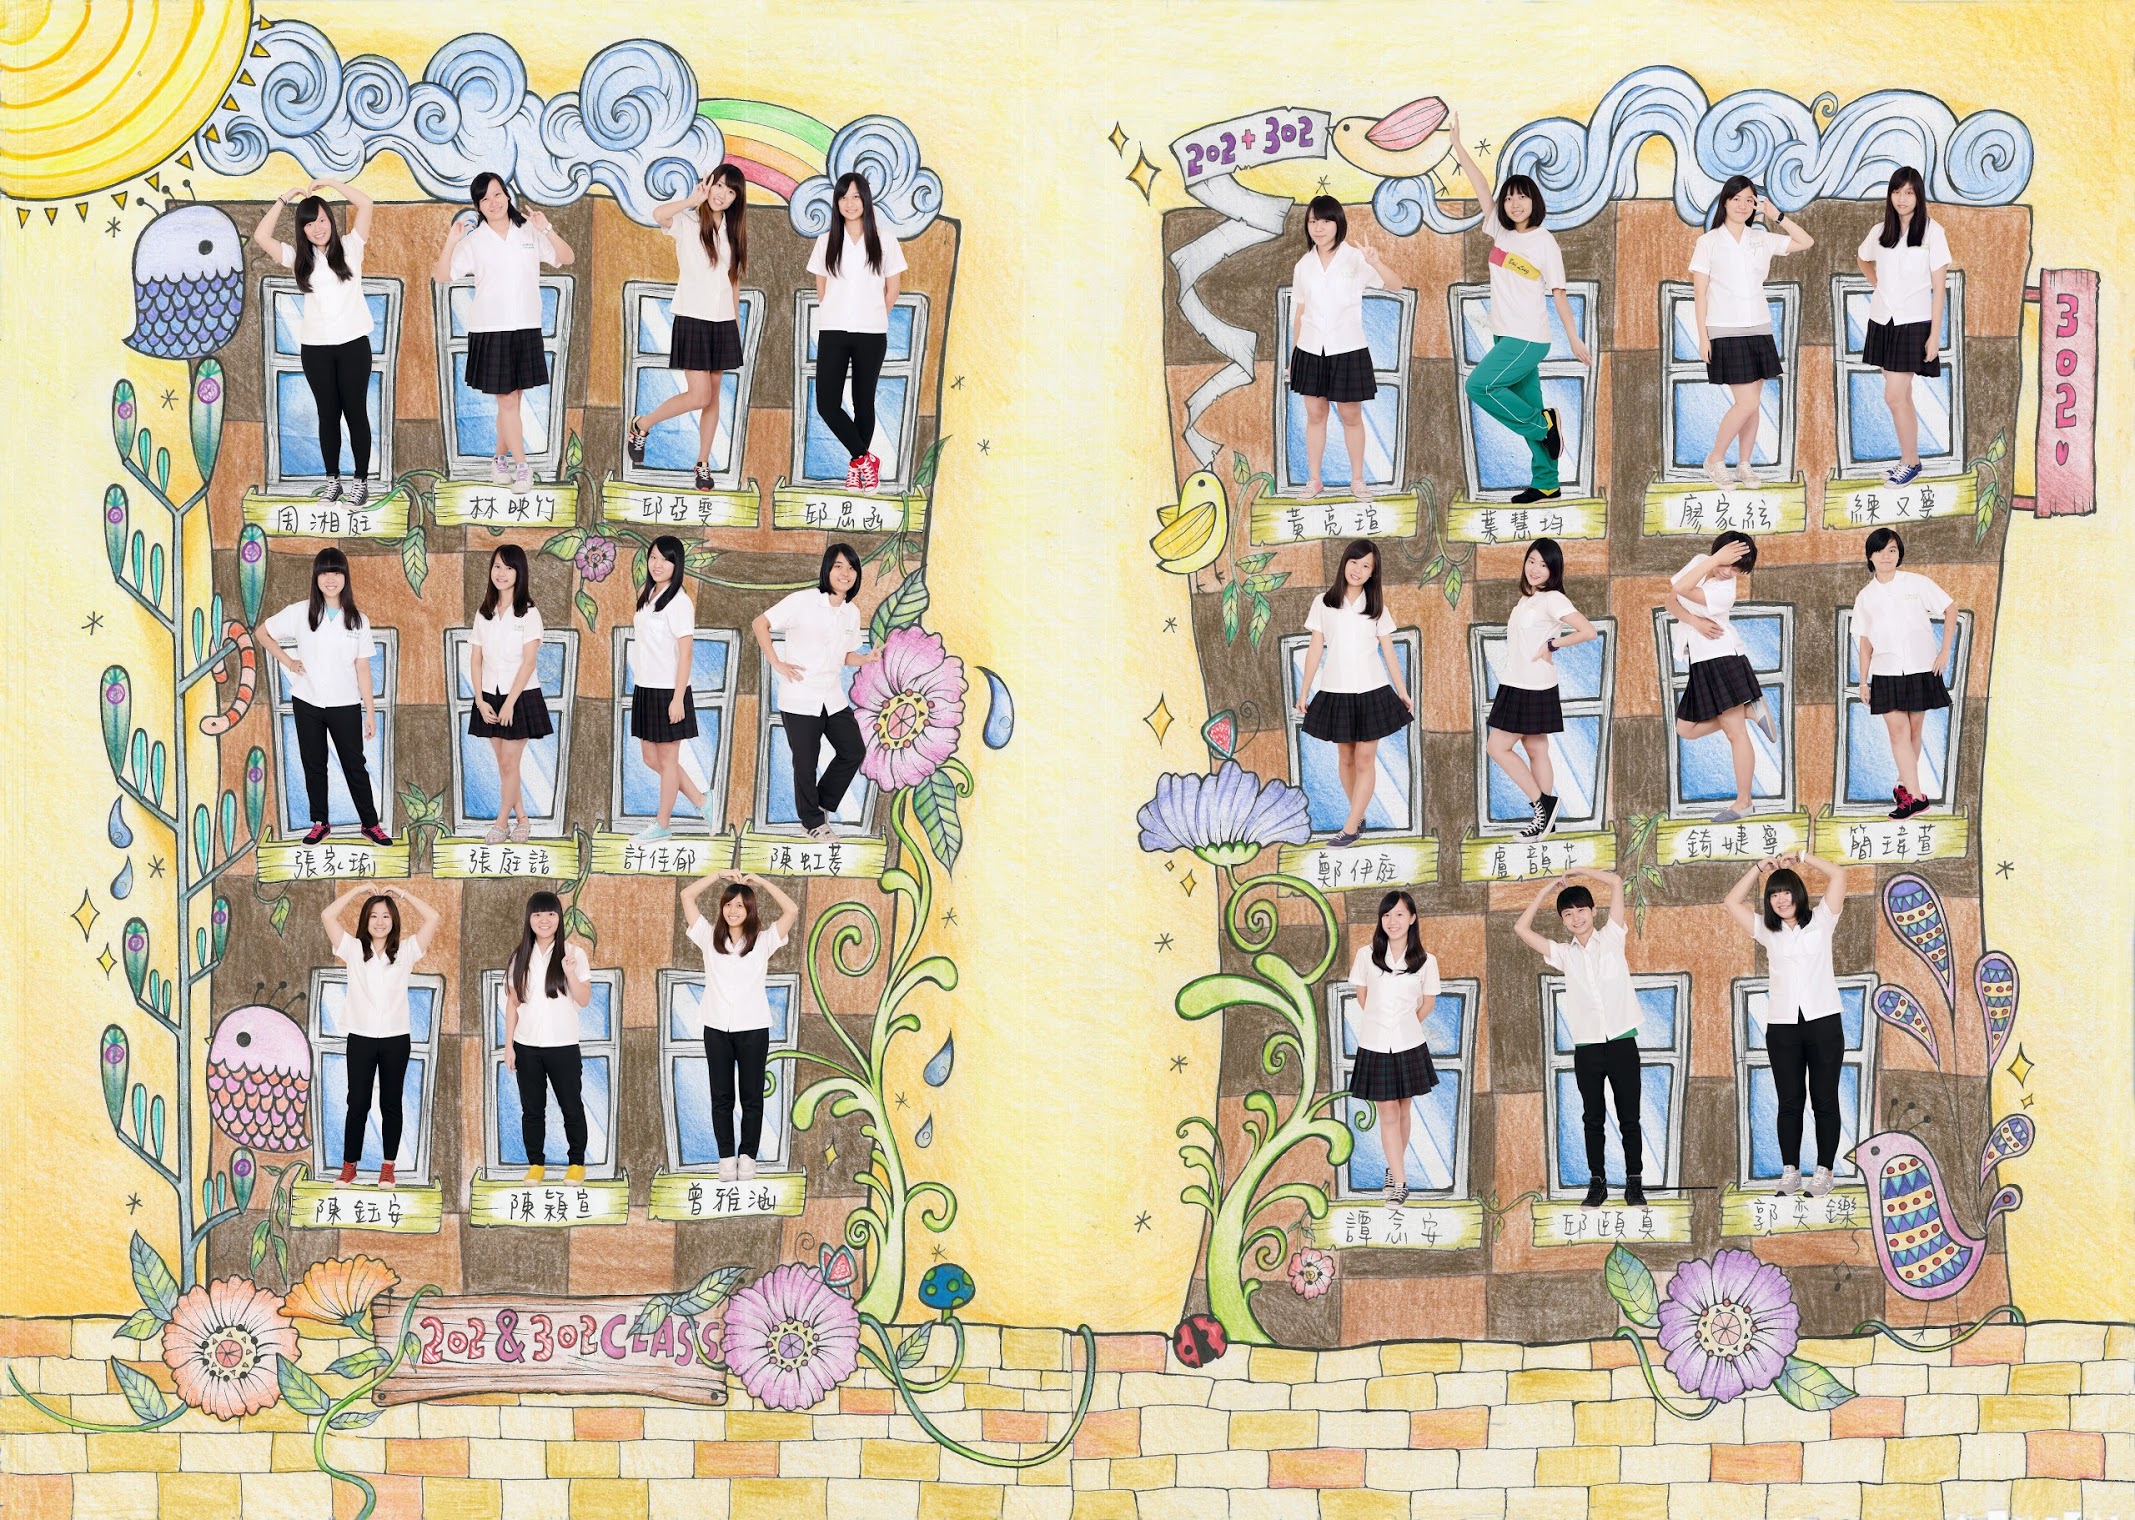 202+302
302
周湘庭
林映竹
邱亞雯
邱思函
張家瑜
張庭語
許佳郁
陳虹蓁
陳鈺安
陳穎宣
曾雅涵
202&302CLASS
黃亮瑄
葉慧均
廖家絃
練又寧
鄭伊庭
盧韻芷
錡婕寧
簡瑋萱
譚念安
邱頤真
郭奕鑠